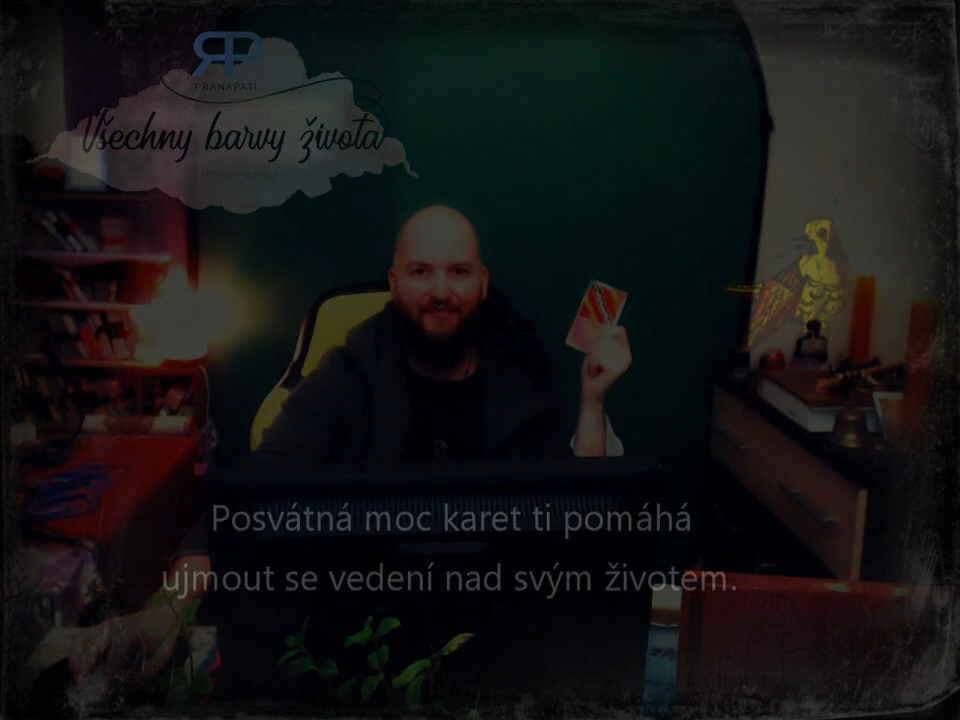 PRANAPATI
Všechny barvy života
Posvátná moc karet ti pomáhá
ujmout se vedení nad svým životem.